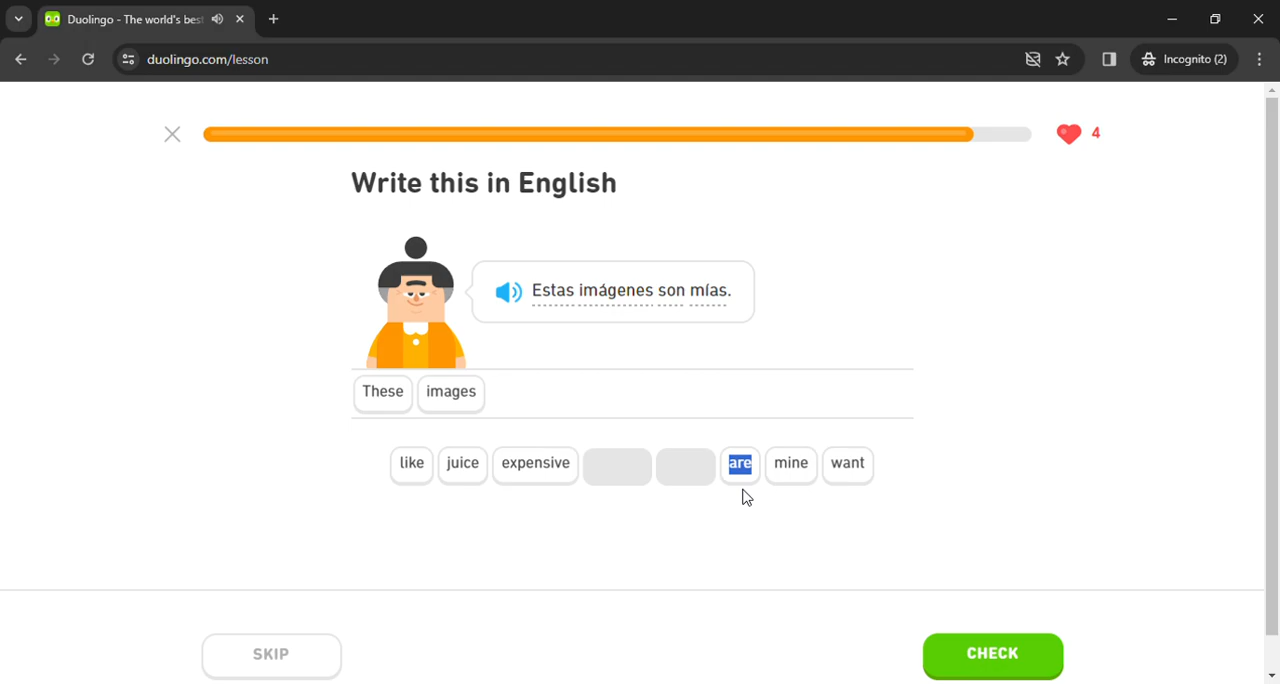 Duolingo - The world's bes
duolingo.com/lesson
Incognito (2)
4
Write this in English
Estas imágenes son mías.
These images
like juice expensive are mine want
SKIP
CHECK